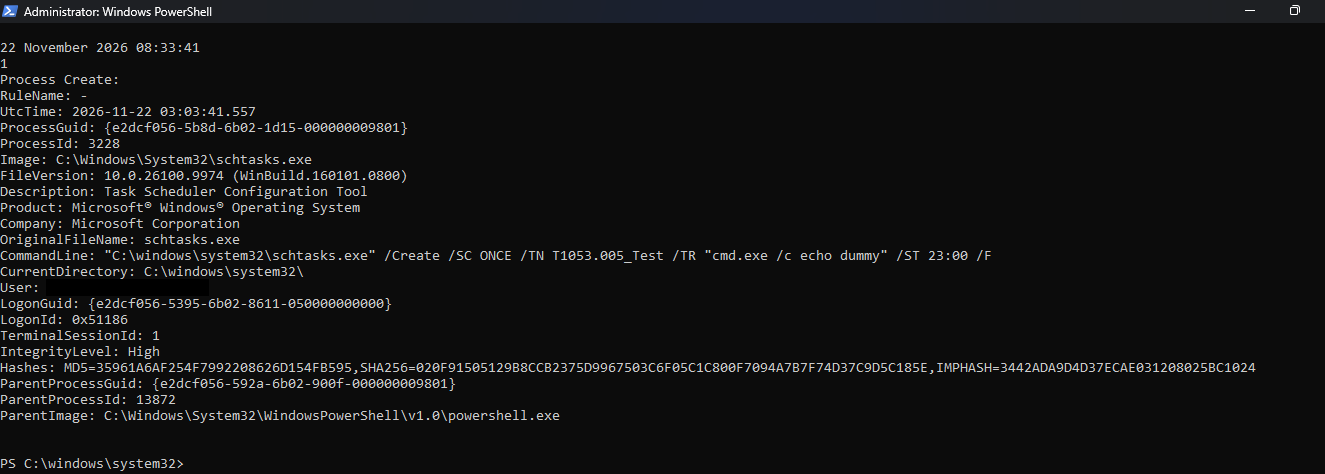 Administrator: Windows PowerShell
22 November 2026 08:33:41
1
Process Create:
RuleName: -
UtcTime: 2026-11-22 03:03:41.557
ProcessGuid: {e2dcf056-5b8d-6b02-1d15-000000009801}
ProcessId: 3228
Image: C:\Windows\System32\schtasks.exe
FileVersion: 10.0.26100.9974 (WinBuild.160101.0800)
Description: Task Scheduler Configuration Tool
Product: Microsoft® Windows® Operating System
Company: Microsoft Corporation
OriginalFileName: schtasks.exe
CommandLine: "C:\windows\system32\schtasks.exe" /Create /SC ONCE /TN T1053.005_Test /TR "cmd.exe /c echo dummy" /ST 23:00 /F
CurrentDirectory: C:\windows\system32\
User:
LogonGuid: {e2dcf056-5395-6b02-8611-050000000000}
LogonId: 0x51186
TerminalSessionId: 1
IntegrityLevel: High
Hashes: MD5=35961A6AF254F7992208626D154FB595,SHA256=020F91505129B8CCB2375D9967503C6F05C1C800F7094A7B7F74D37C9D5C185E,IMPHASH=3442ADA9D4D37ECAE031208025BC1024
ParentProcessGuid: {e2dcf056-592a-6b02-900f-000000009801}
ParentProcessId: 13872
ParentImage: C:\Windows\System32\WindowsPowerShell\v1.0\powershell.exe
PS C:\windows\system32>